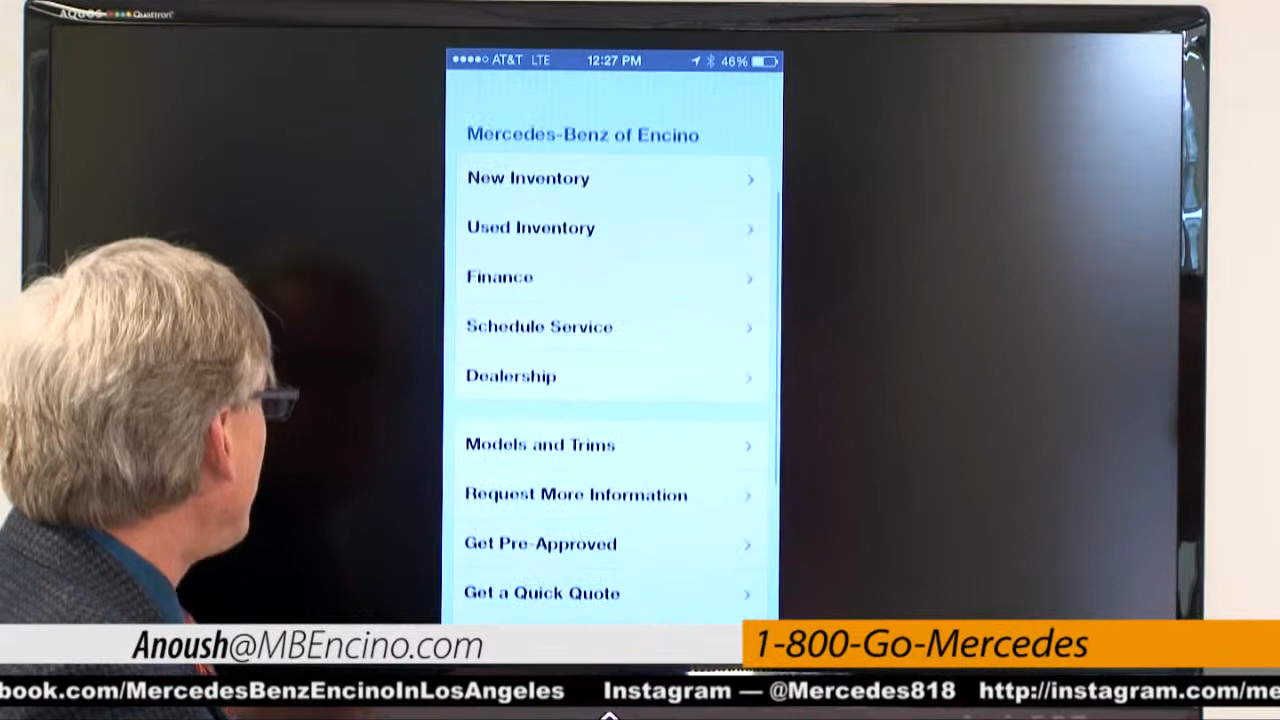 AQUOS Quattron
AT&T LTE 12:27 PM 46%
Mercedes-Benz of Encino
New Inventory
Used Inventory
Finance
Schedule Service
Dealership
Models and Trims
Request More Information
Get Pre-Approved
Get a Quick Quote
Anoush@MBEncino.com
1-800-Go-Mercedes
book.com/MercedesBenzEncinoInLosAngeles Instagram — @Mercedes818 http://instagram.com/me